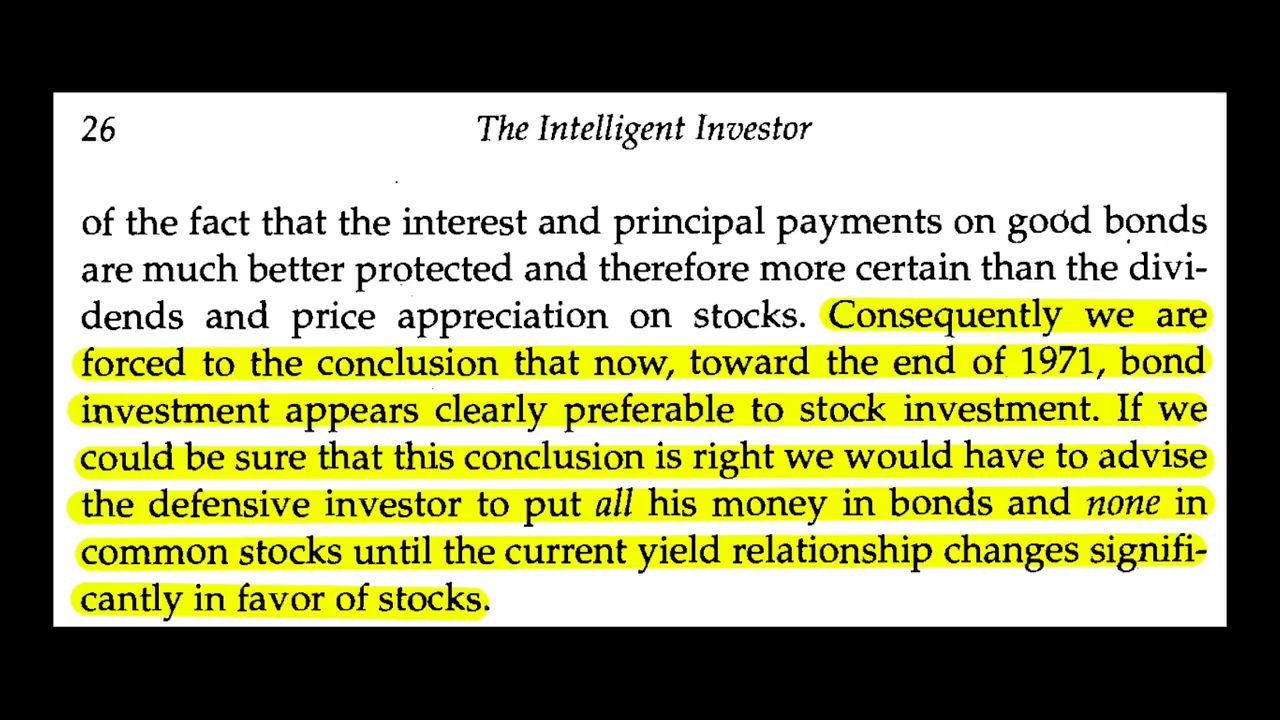 26 The Intelligent Investor
of the fact that the interest and principal payments on good bonds
are much better protected and therefore more certain than the divi-
dends and price appreciation on stocks. Consequently we are
forced to the conclusion that now, toward the end of 1971, bond
investment appears clearly preferable to stock investment. If we
could be sure that this conclusion is right we would have to advise
the defensive investor to put all his money in bonds and none in
common stocks until the current yield relationship changes signifi-
cantly in favor of stocks.